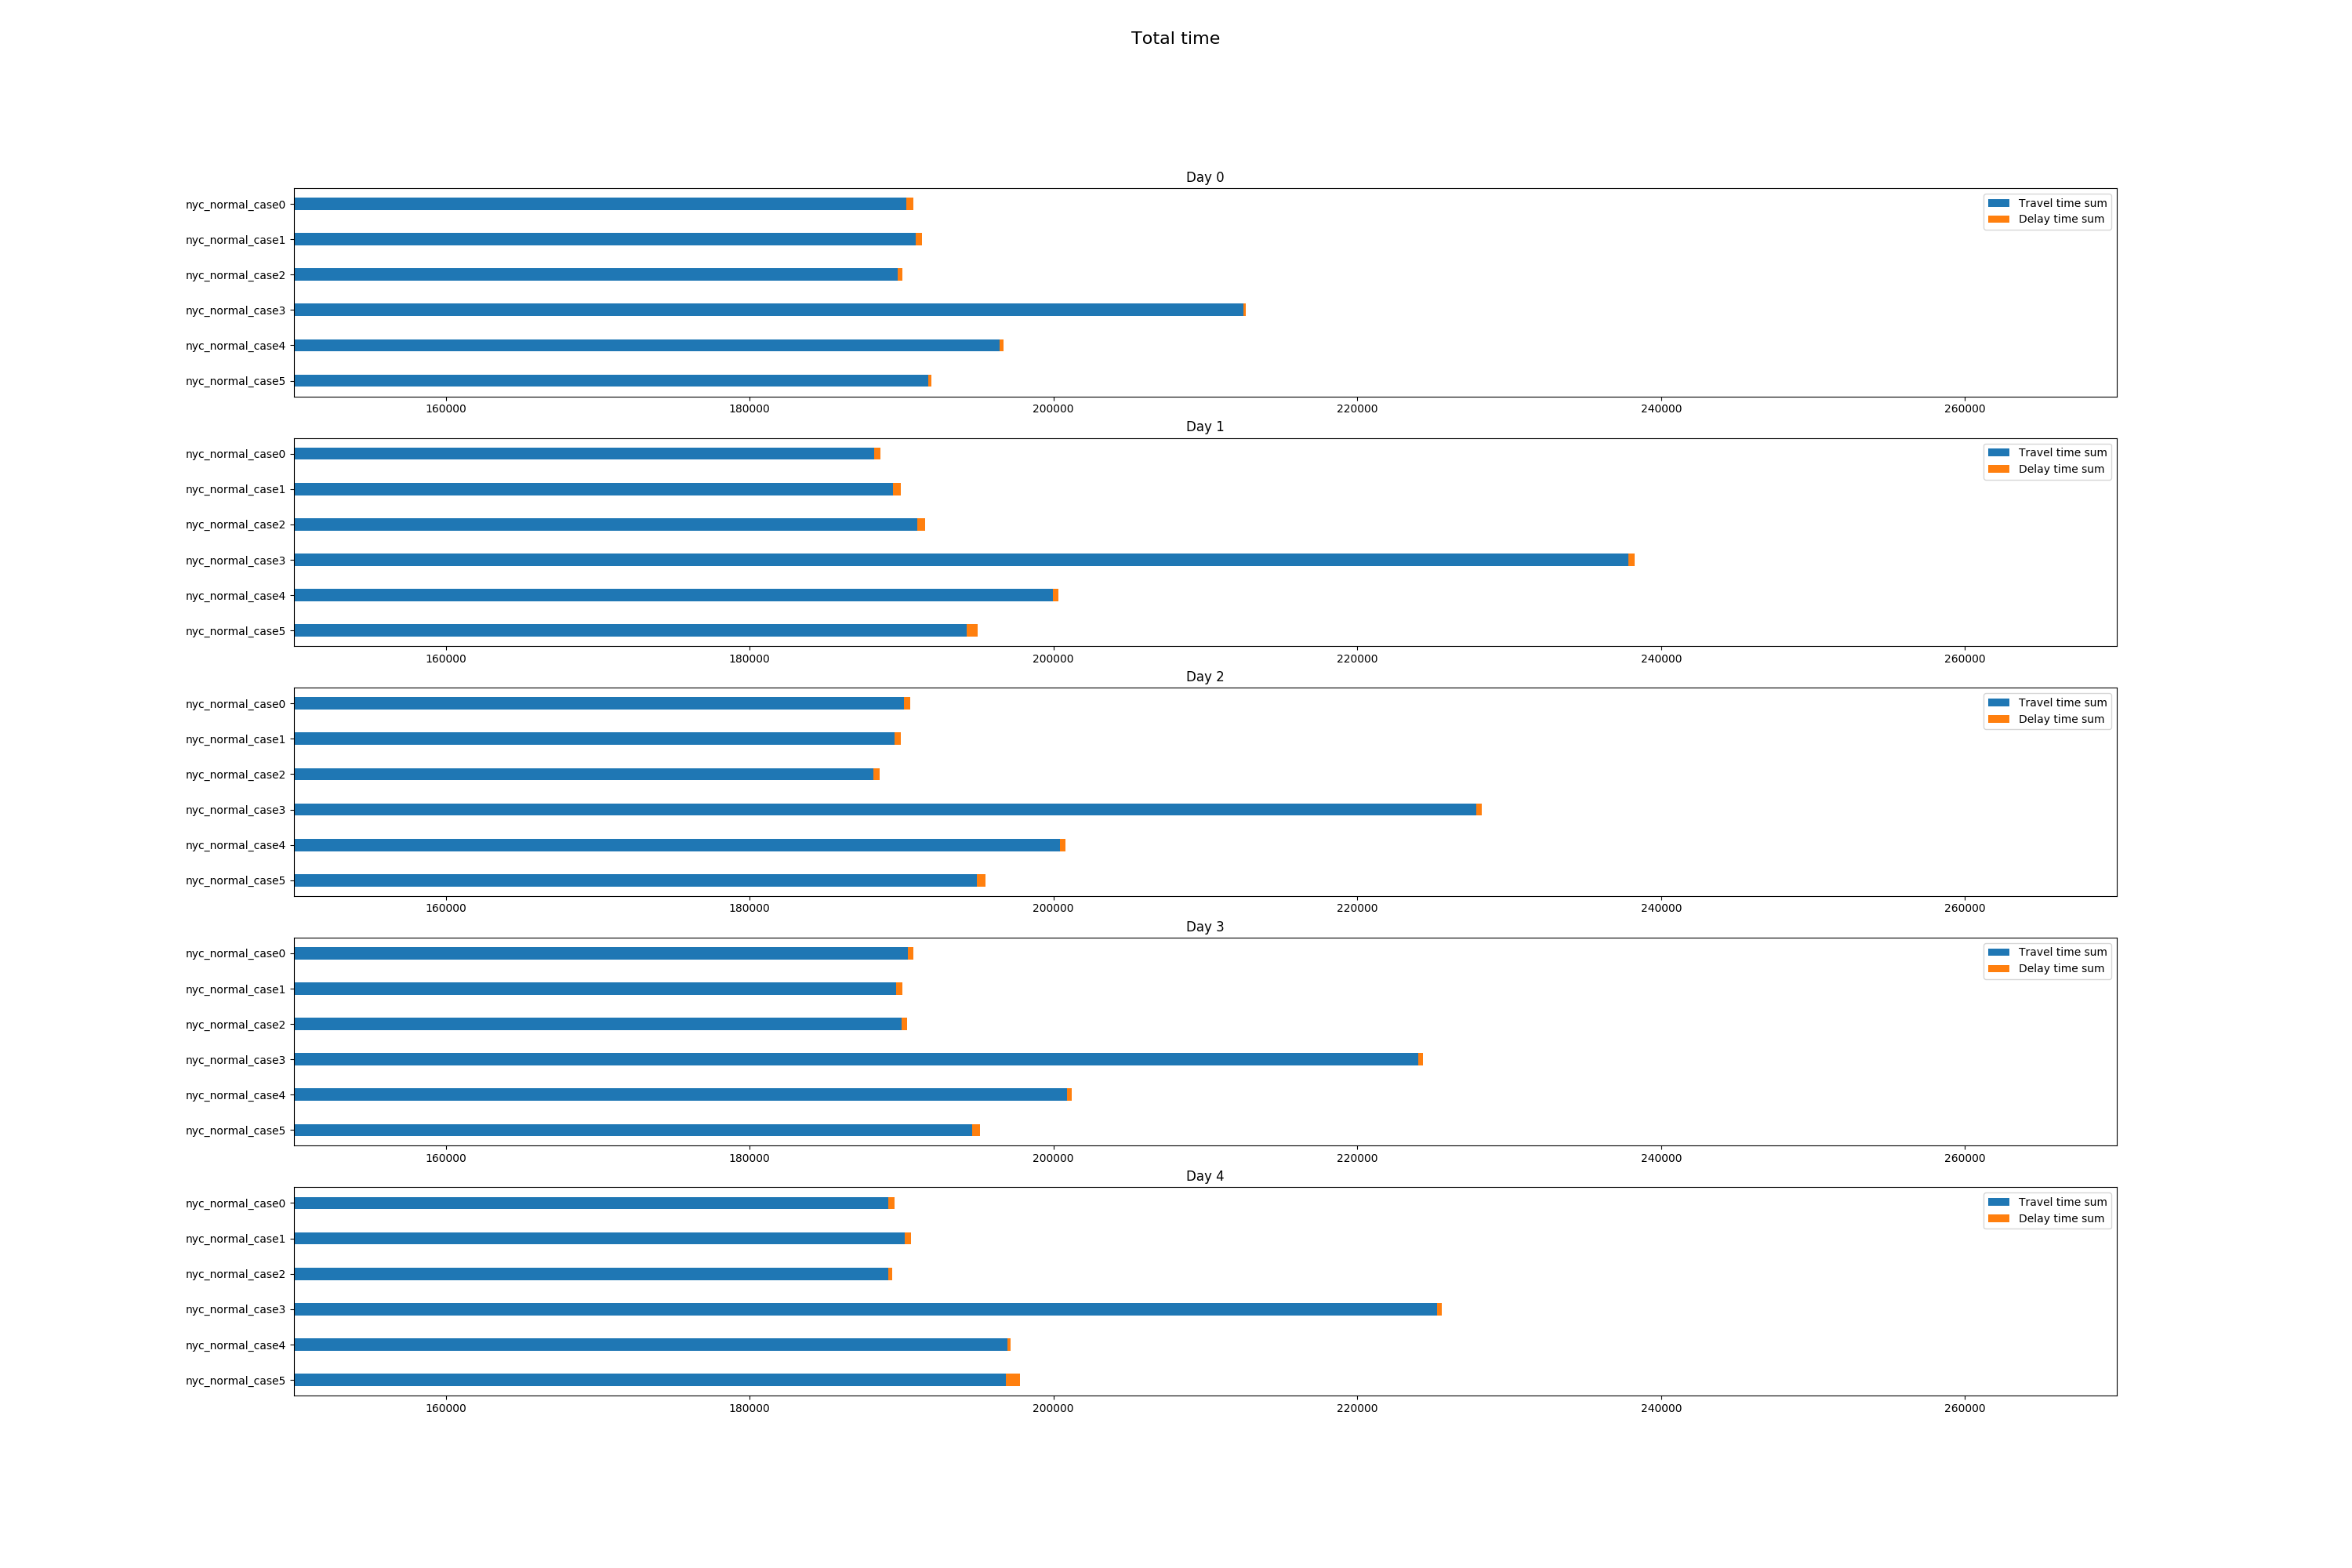 Total time
Day 0
nyc_normal_case0
nyc_normal_case1
nyc_normal_case2
nyc_normal_case3
nyc_normal_case4
nyc_normal_case5
Travel time sum
Delay time sum
160000 180000 200000 220000 240000 260000
Day 1
nyc_normal_case0
nyc_normal_case1
nyc_normal_case2
nyc_normal_case3
nyc_normal_case4
nyc_normal_case5
Travel time sum
Delay time sum
160000 180000 200000 220000 240000 260000
Day 2
nyc_normal_case0
nyc_normal_case1
nyc_normal_case2
nyc_normal_case3
nyc_normal_case4
nyc_normal_case5
Travel time sum
Delay time sum
160000 180000 200000 220000 240000 260000
Day 3
nyc_normal_case0
nyc_normal_case1
nyc_normal_case2
nyc_normal_case3
nyc_normal_case4
nyc_normal_case5
Travel time sum
Delay time sum
160000 180000 200000 220000 240000 260000
Day 4
nyc_normal_case0
nyc_normal_case1
nyc_normal_case2
nyc_normal_case3
nyc_normal_case4
nyc_normal_case5
Travel time sum
Delay time sum
160000 180000 200000 220000 240000 260000